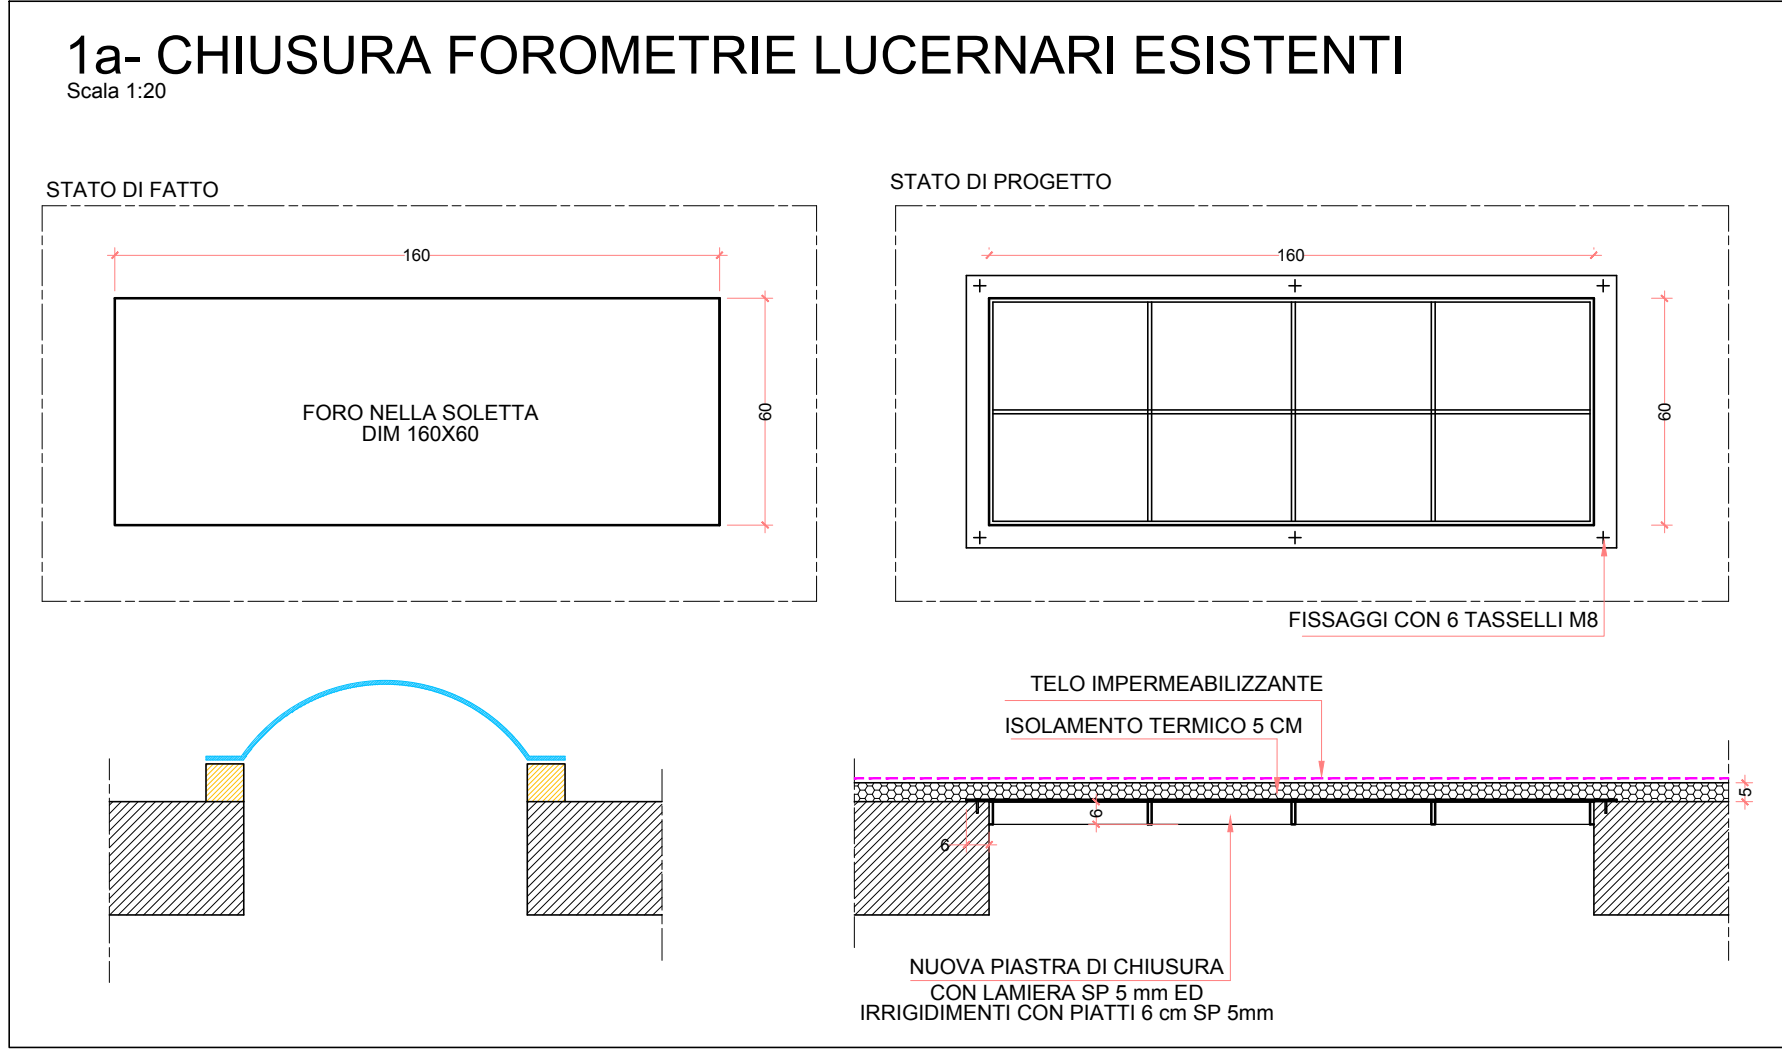 1a- CHIUSURA FOROMETRIE LUCERNARI ESISTENTI
Scala 1:20
STATO DI FATTO
160
60
FORO NELLA SOLETTA
DIM 160X60
STATO DI PROGETTO
160
60
FISSAGGI CON 6 TASSELLI M8
TELO IMPERMEABILIZZANTE
ISOLAMENTO TERMICO 5 CM
5
6
6
NUOVA PIASTRA DI CHIUSURA
CON LAMIERA SP 5 mm ED
IRRIGIDIMENTI CON PIATTI 6 cm SP 5mm